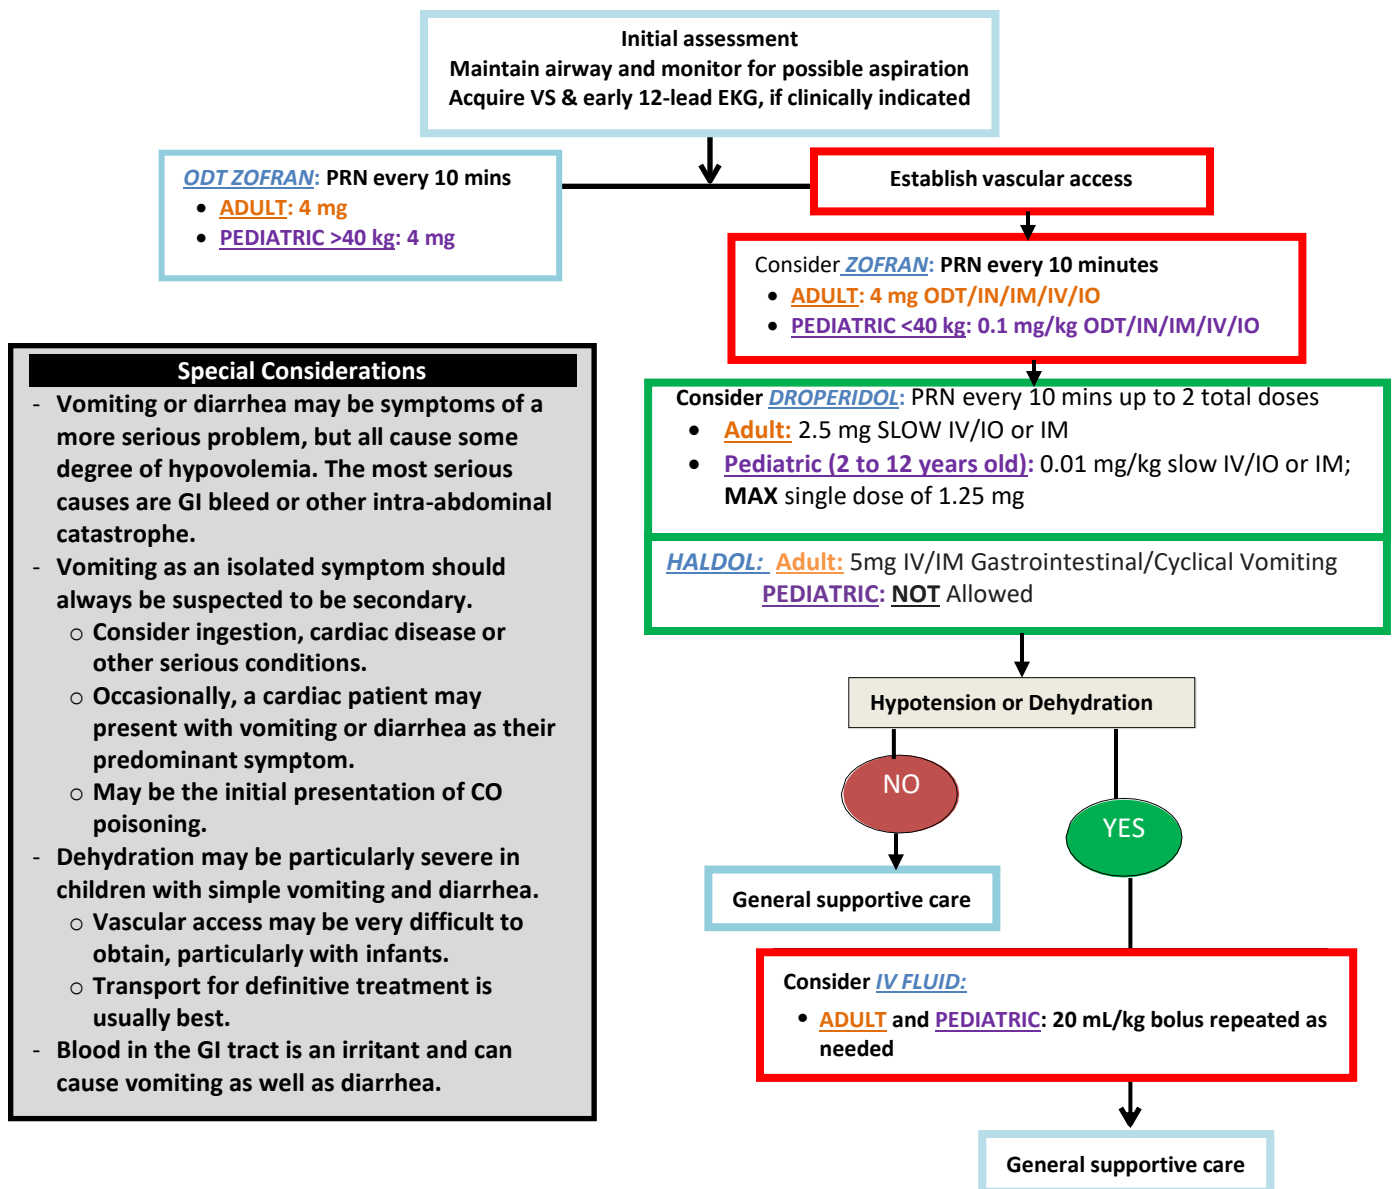 Initial assessment
Maintain airway and monitor for possible aspiration
Acquire VS & early 12-lead EKG, if clinically indicated
ODT ZOFRAN: PRN every 10 mins
• ADULT: 4 mg
• PEDIATRIC >40 kg: 4 mg
Establish vascular access
Consider ZOFRAN: PRN every 10 minutes
• ADULT: 4 mg ODT/IN/IM/IV/IO
• PEDIATRIC <40 kg: 0.1 mg/kg ODT/IN/IM/IV/IO
Consider DROPERIDOL: PRN every 10 mins up to 2 total doses
• Adult: 2.5 mg SLOW IV/IO or IM
• Pediatric (2 to 12 years old): 0.01 mg/kg slow IV/IO or IM;
MAX single dose of 1.25 mg
HALDOL: Adult: 5mg IV/IM Gastrointestinal/Cyclical Vomiting
PEDIATRIC: NOT Allowed
Hypotension or Dehydration
NO
YES
General supportive care
Consider IV FLUID:
• ADULT and PEDIATRIC: 20 mL/kg bolus repeated as
needed
General supportive care
Special Considerations
- Vomiting or diarrhea may be symptoms of a
more serious problem, but all cause some
degree of hypovolemia. The most serious
causes are GI bleed or other intra-abdominal
catastrophe.
- Vomiting as an isolated symptom should
always be suspected to be secondary.
○ Consider ingestion, cardiac disease or
other serious conditions.
○ Occasionally, a cardiac patient may
present with vomiting or diarrhea as their
predominant symptom.
○ May be the initial presentation of CO
poisoning.
- Dehydration may be particularly severe in
children with simple vomiting and diarrhea.
○ Vascular access may be very difficult to
obtain, particularly with infants.
○ Transport for definitive treatment is
usually best.
- Blood in the GI tract is an irritant and can
cause vomiting as well as diarrhea.